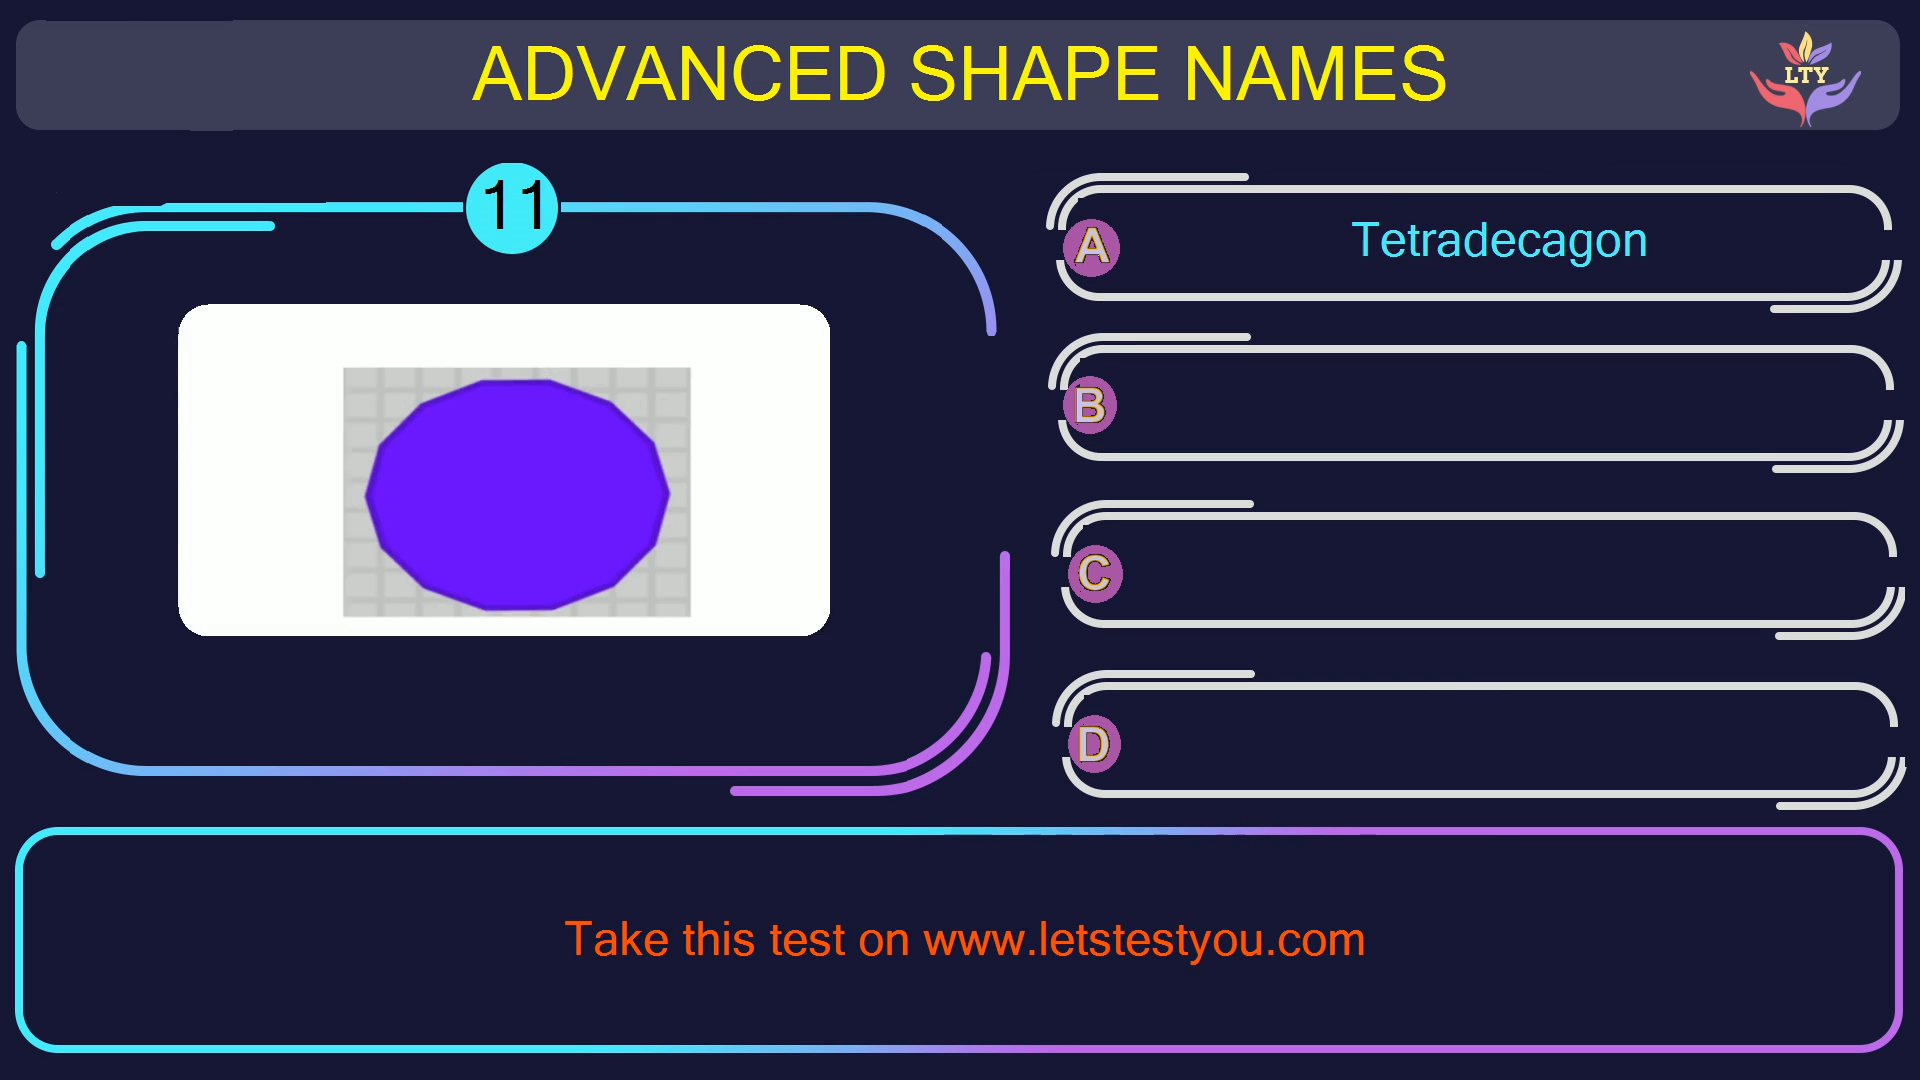 ADVANCED SHAPE NAMES
LTY
11
A
Tetradecagon
B
C
D
Take this test on www.letstestyou.com